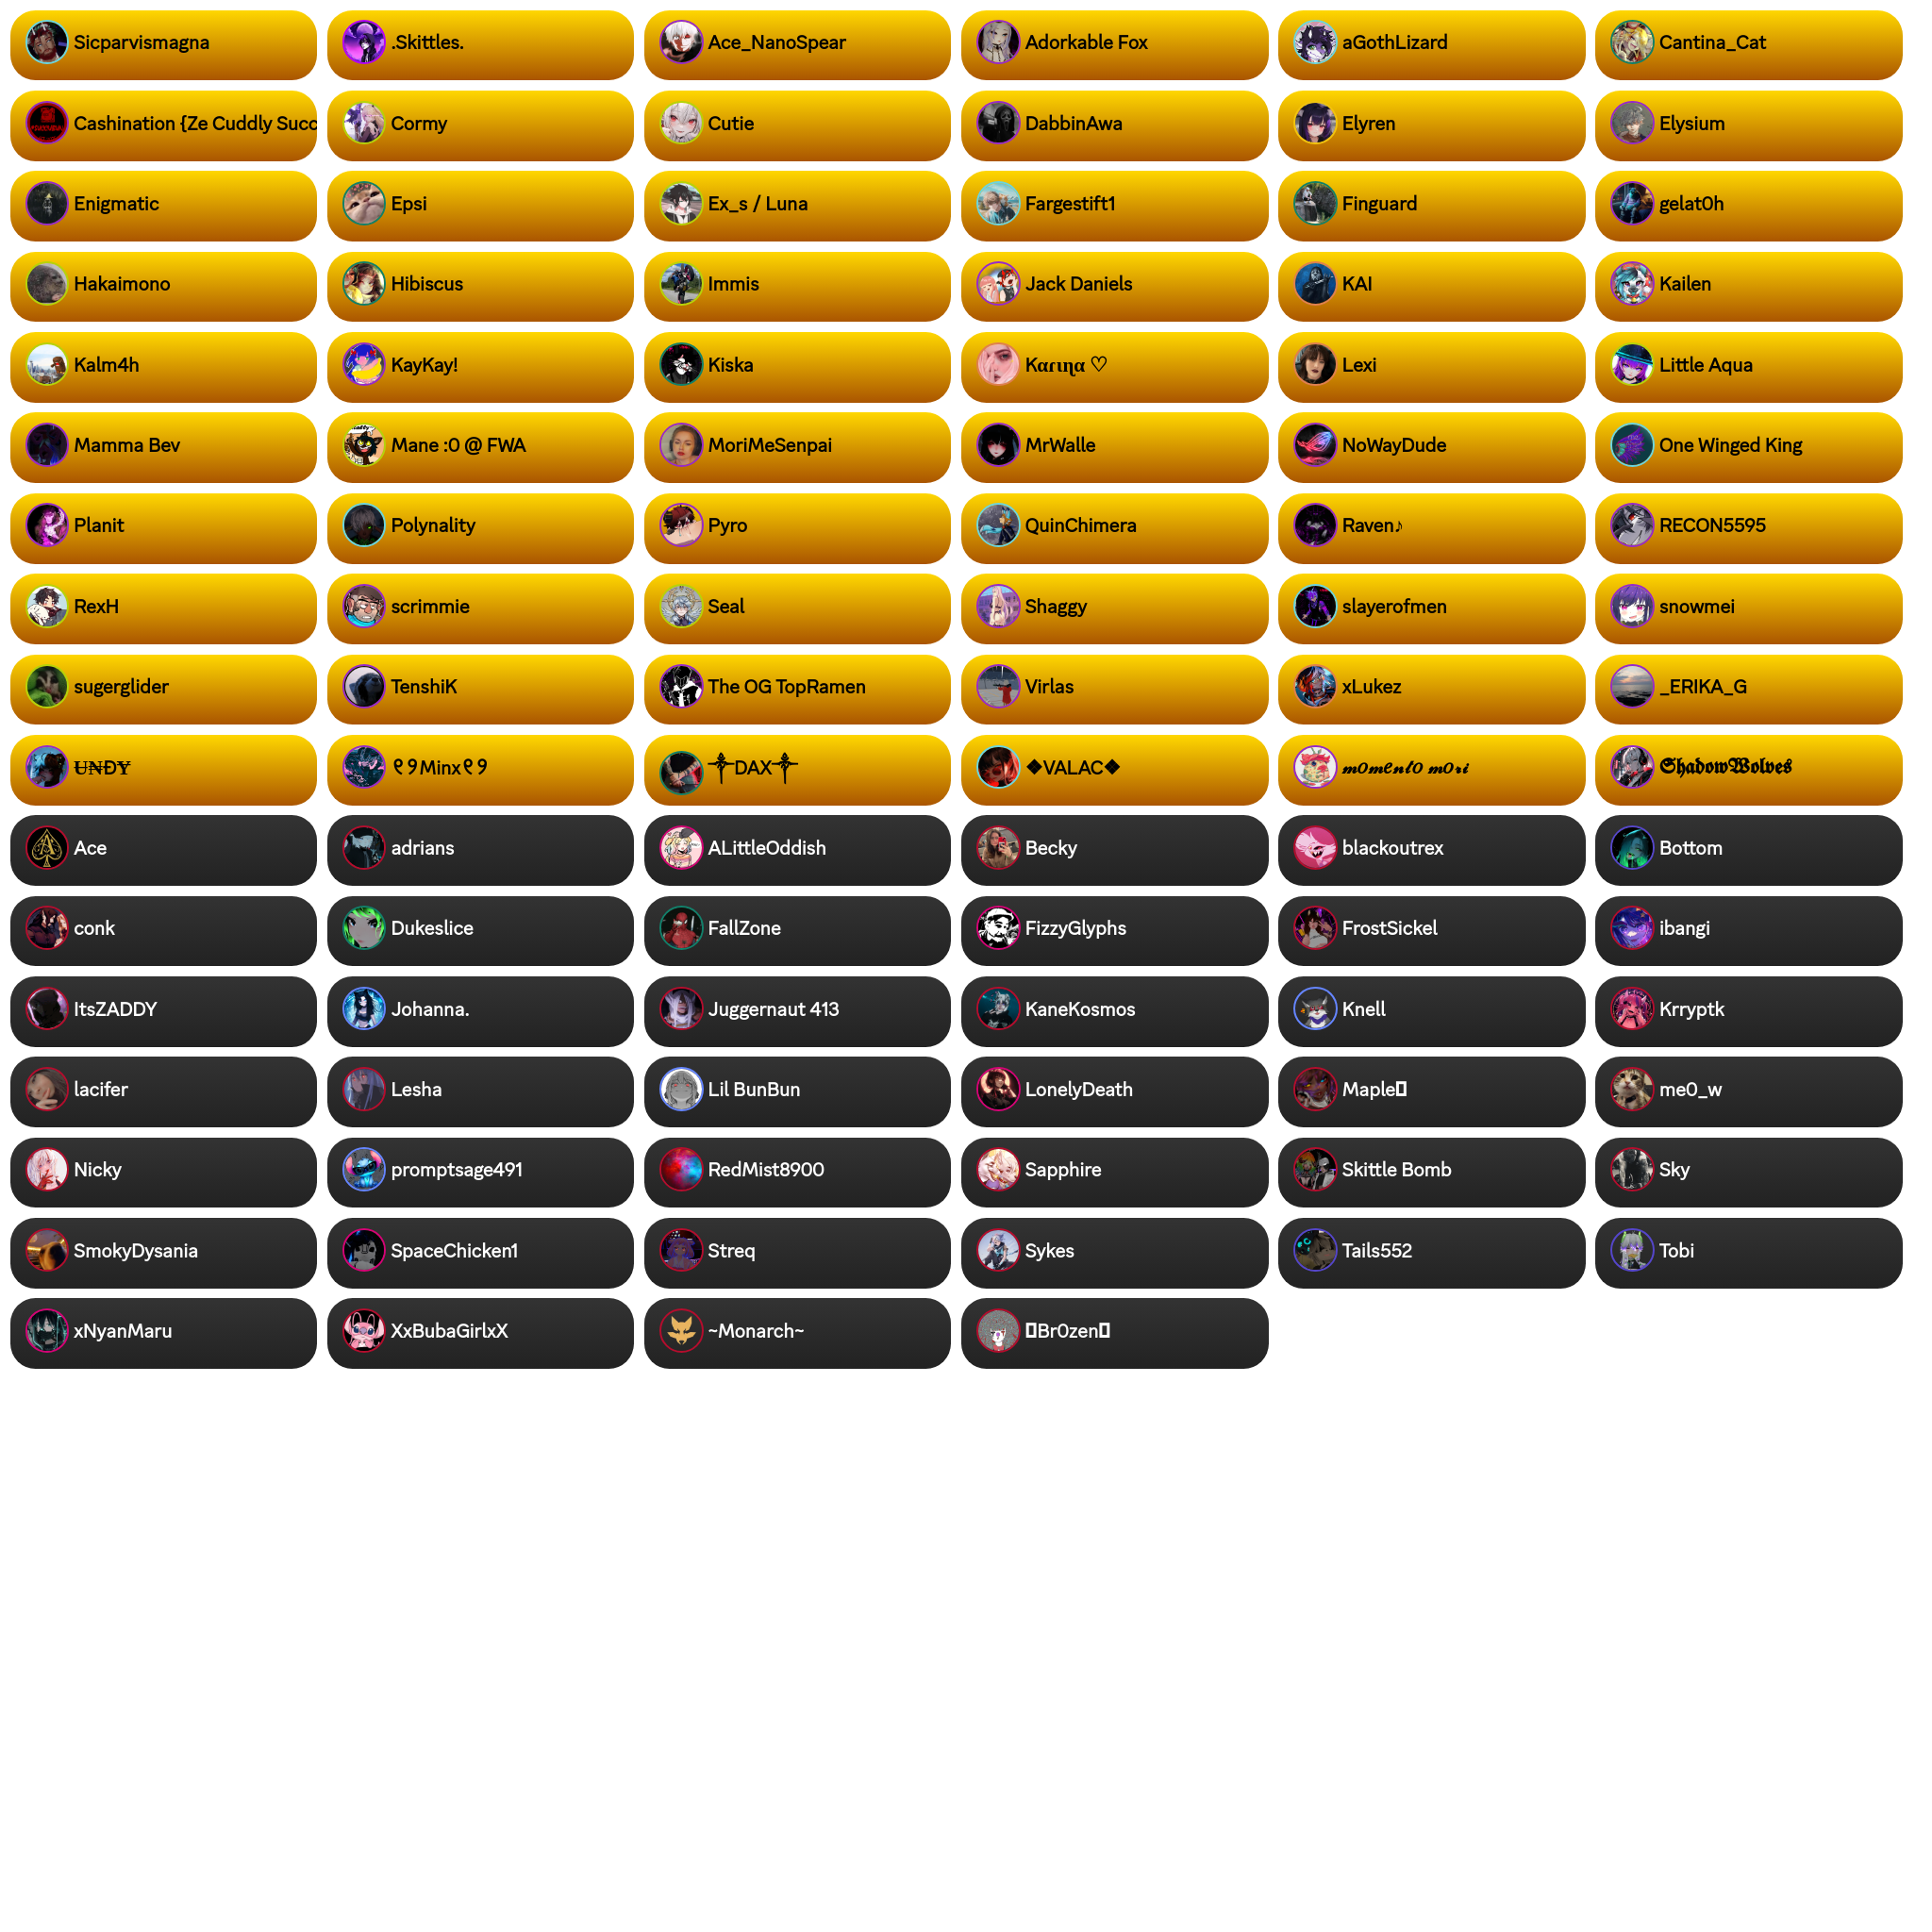 Sicparvismagna
.Skittles.
Ace_NanoSpear
Adorkable Fox
aGothLizard
Cantina_Cat
Cashination {Ze Cuddly Succ
Cormy
Cutie
DabbinAwa
Elyren
Elysium
Enigmatic
Epsi
Ex_s / Luna
Fargestift1
Finguard
gelat0h
Hakaimono
Hibiscus
Immis
Jack Daniels
KAI
Kailen
Kalm4h
KayKay!
Kiska
Kαɾιɳα ♡
Lexi
Little Aqua
Mamma Bev
Mane :0 @ FWA
MoriMeSenpai
MrWalle
NoWayDude
One Winged King
Planit
Polynality
Pyro
QuinChimera
Raven♪
RECON5595
RexH
scrimmie
Seal
Shaggy
slayerofmen
snowmei
sugerglider
TenshiK
The OG TopRamen
Virlas
xLukez
_ERIKA_G
Ʉ₦ĐɎ
୧୨Minx୧୨
༒DAX༒
❖VALAC❖
𝓶𝓸𝓶𝓮𝓷𝓽𝓸 𝓶𝓸𝓻𝓲
𝕾𝖍𝖆𝖉𝖔𝖜𝖂𝖔𝖑𝖛𝖊𝖘
Ace
adrians
ALittleOddish
Becky
blackoutrex
Bottom
conk
Dukeslice
FallZone
FizzyGlyphs
FrostSickel
ibangi
ItsZADDY
Johanna.
Juggernaut 413
KaneKosmos
Knell
Krryptk
lacifer
Lesha
Lil BunBun
LonelyDeath
Maple
me0_w
Nicky
promptsage491
RedMist8900
Sapphire
Skittle Bomb
Sky
SmokyDysania
SpaceChicken1
Streq
Sykes
Tails552
Tobi
xNyanMaru
XxBubaGirlxX
~Monarch~
Br0zen